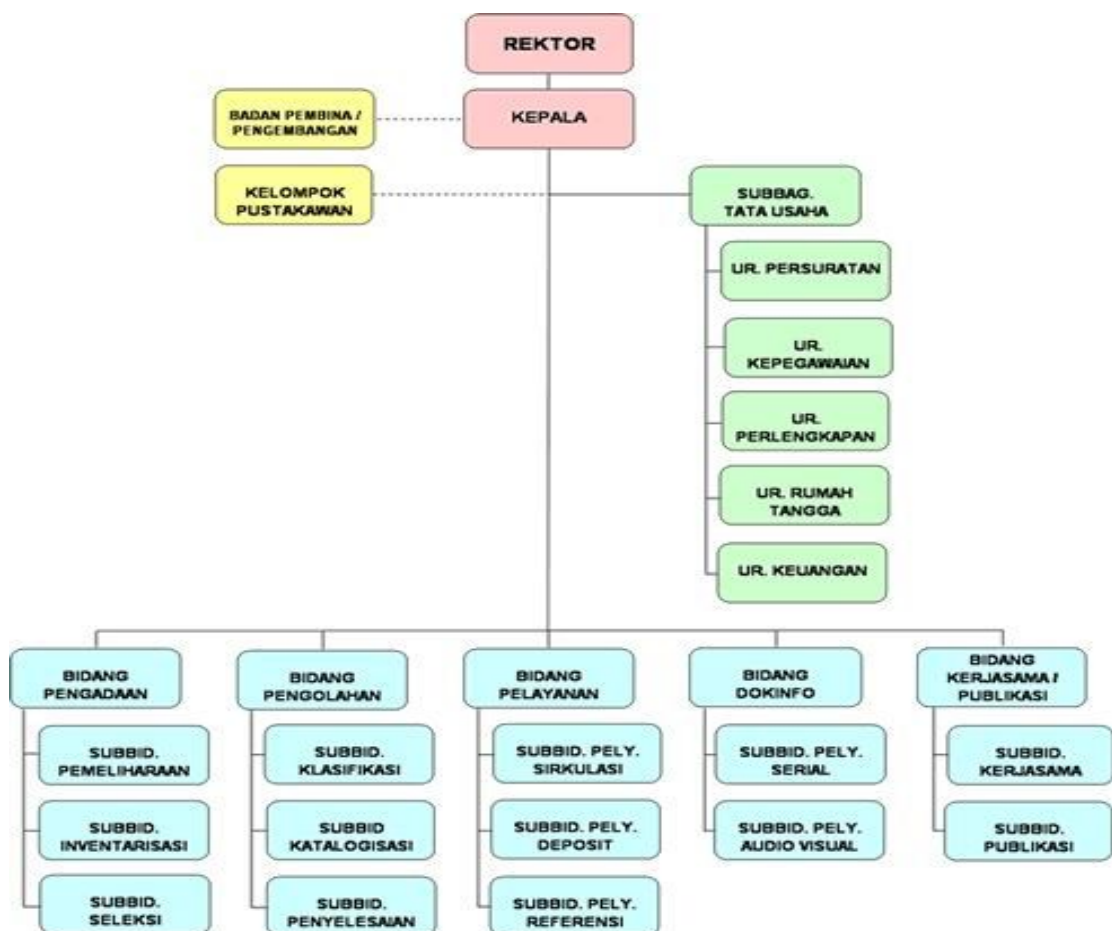 REKTOR
BADAN PEMBINA /
PENGEMBANGAN
KEPALA
KELOMPOK
PUSTAKAWAN
SUBBAG.
TATA USAHA
UR. PERSURATAN
UR.
KEPEGAWAIAN
UR.
PERLENGKAPAN
UR. RUMAH
TANGGA
UR. KEUANGAN
BIDANG
PENGADAAN
SUBBID.
PEMELIHARAAN
SUBBID.
INVENTARISASI
SUBBID.
SELEKSI
BIDANG
PENGOLAHAN
SUBBID.
KLASIFIKASI
SUBBID
KATALOGISASI
SUBBID.
PENYELESAIAN
BIDANG
PELAYANAN
SUBBID. PELY.
SIRKULASI
SUBBID. PELY.
DEPOSIT
SUBBID. PELY.
REFERENSI
BIDANG
DOKINFO
SUBBID. PELY.
SERIAL
SUBBID. PELY.
AUDIO VISUAL
BIDANG
KERJASAMA /
PUBLIKASI
SUBBID.
KERJASAMA
SUBBID.
PUBLIKASI